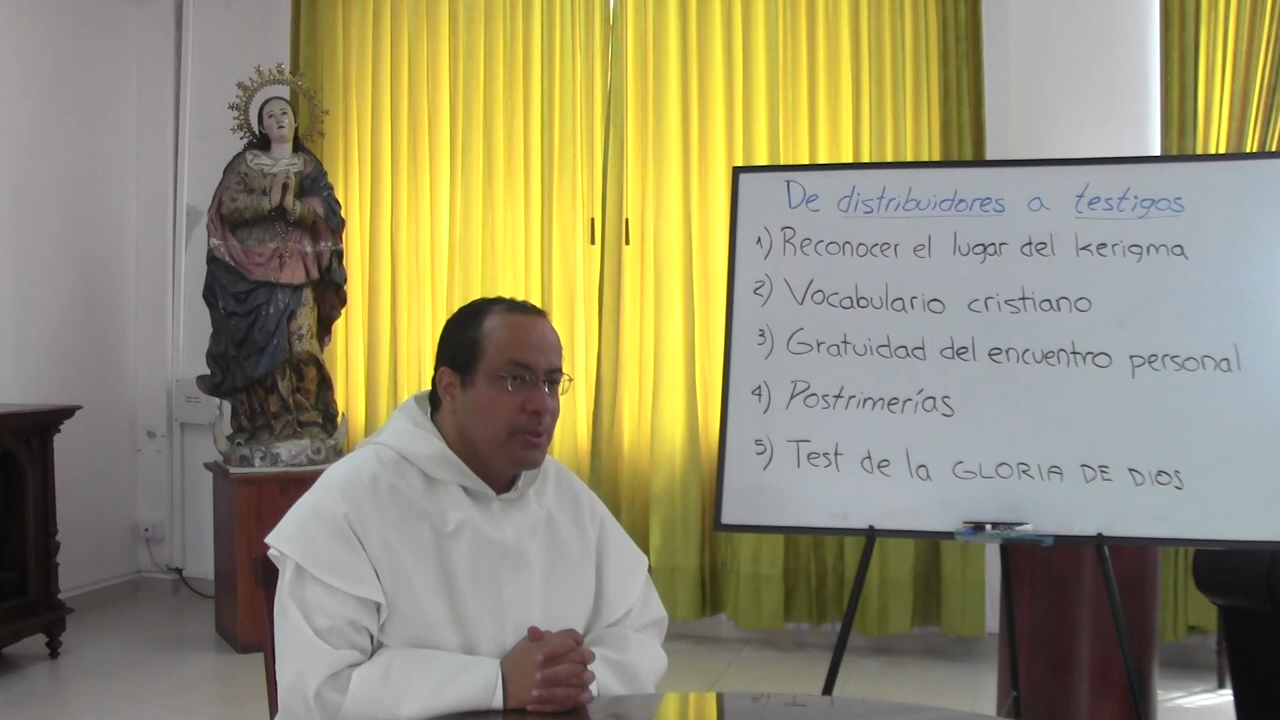 De distribuidores a testigos
1) Reconocer el lugar del kerigma
2) Vocabulario cristiano
3) Gratuidad del encuentro personal
4) Postrimerías
5) Test de la GLORIA DE DIOS